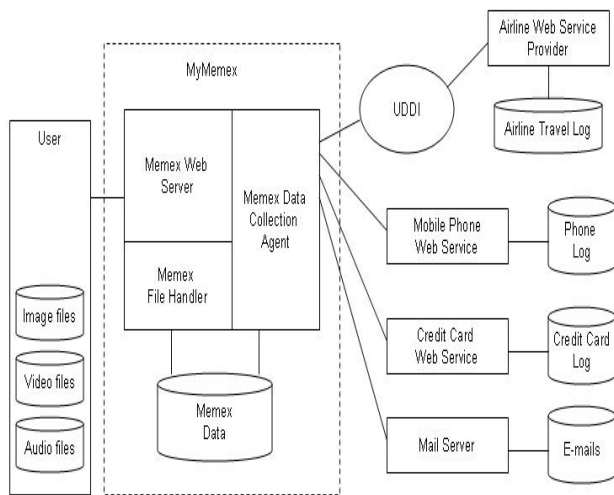 Airline Web Service
Provider
MyMemex
UDDI
Airline Travel Log
User
Memex Web
Server
Memex Data
Collection
Agent
Mobile Phone
Web Service
Phone
Log
Memex
File Handler
Image files
Credit Card
Web Service
Credit Card
Log
Video files
Memex
Data
Audio files
Mail Server
E-mails